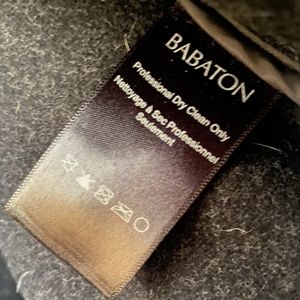 BABATON
Professional Dry Clean Only
Nettoyage à Sec Professionnel
Seulement